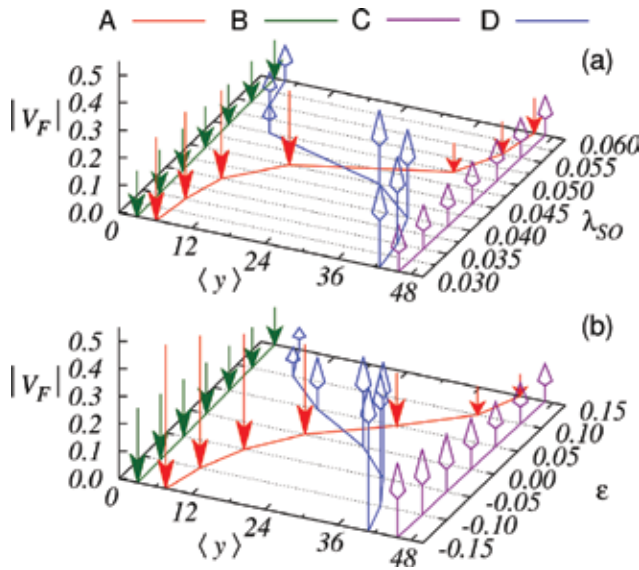 A B C D
(a)
|V_F|
0.5
0.4
0.3
0.2
0.1
0.0
0 12 24 36 48
⟨ y ⟩
0.060
0.055
0.050
0.045
0.040
0.035
0.030
λ_SO
(b)
|V_F|
0.5
0.4
0.3
0.2
0.1
0.0
0 12 24 36 48
⟨ y ⟩
0.15
0.10
0.05
0.00
-0.05
-0.10
-0.15
ε